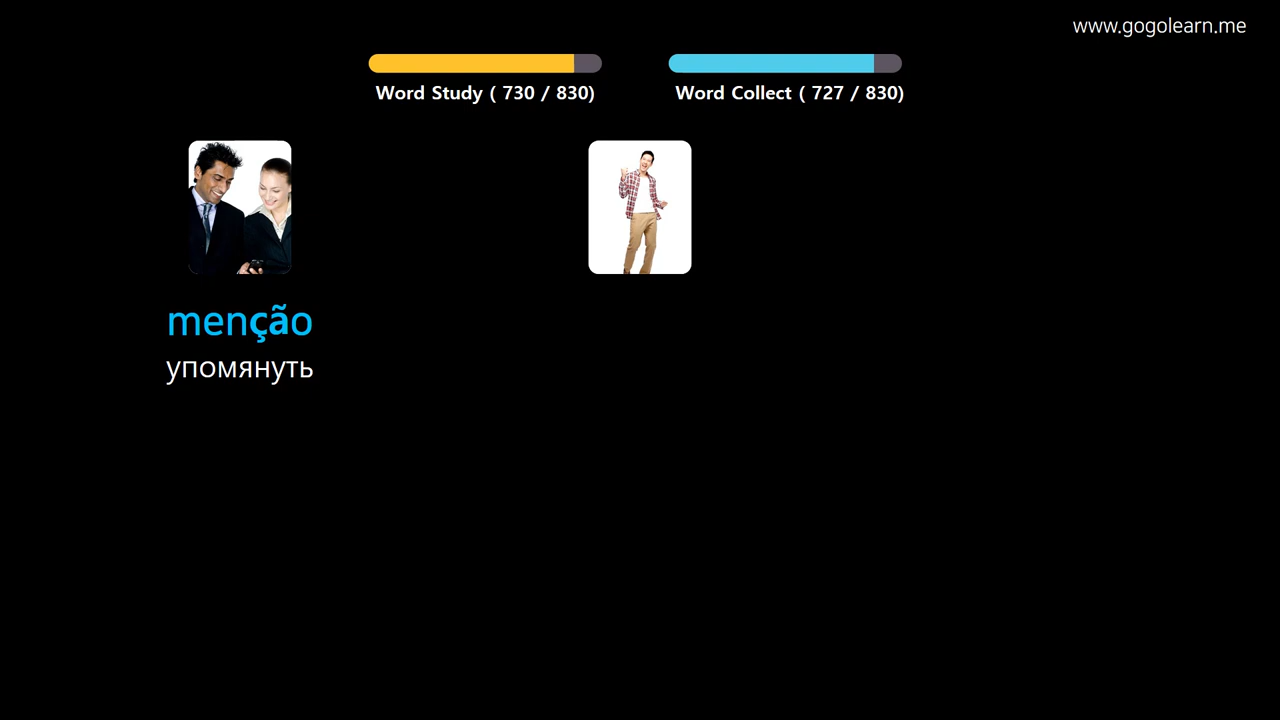 www.gogolearn.me
Word Study ( 730 / 830)
Word Collect ( 727 / 830)
menção
упомянуть